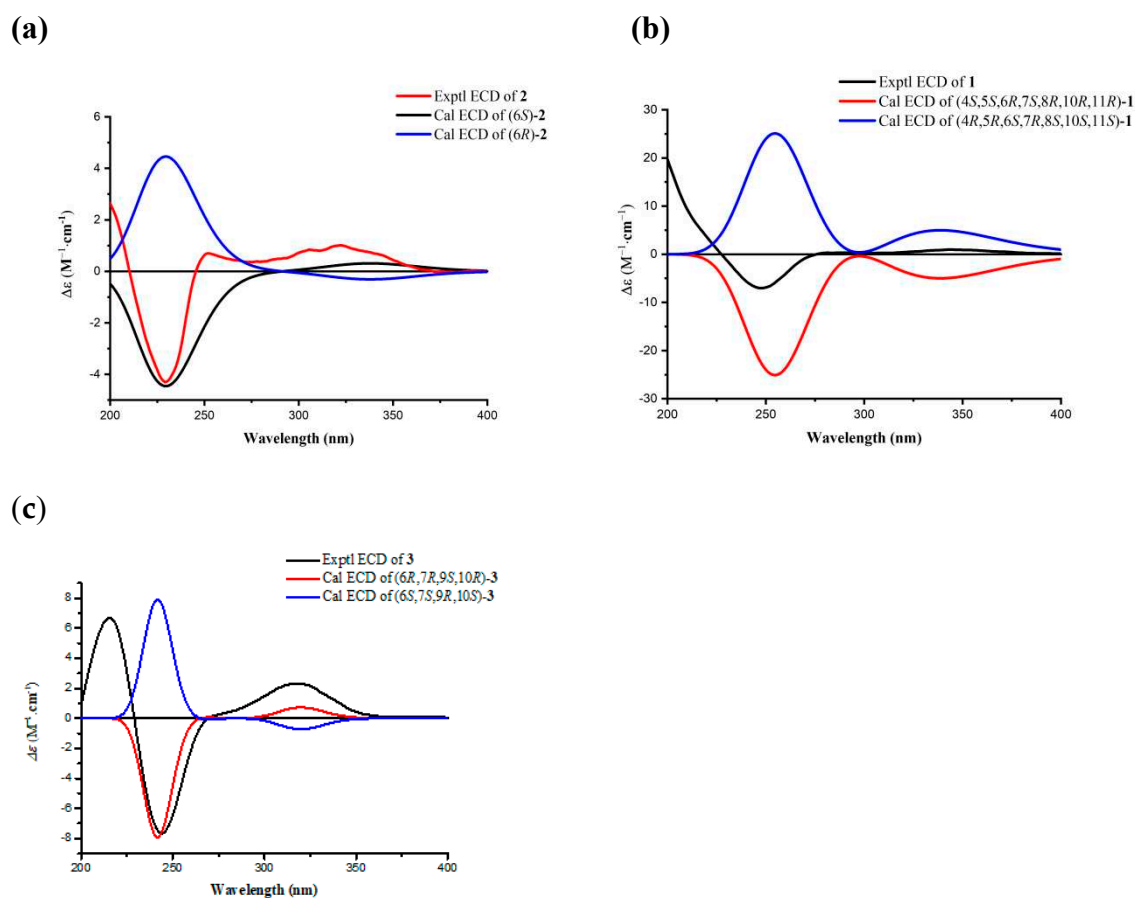 (a)
Exptl ECD of 2
Cal ECD of (6S)-2
Cal ECD of (6R)-2
6
4
2
0
-2
-4
Δε (M⁻¹·cm⁻¹)
200 250 300 350 400
Wavelength (nm)
(b)
Exptl ECD of 1
Cal ECD of (4S,5S,6R,7S,8R,10R,11R)-1
Cal ECD of (4R,5R,6S,7R,8S,10S,11S)-1
30
20
10
0
-10
-20
-30
Δε (M⁻¹·cm⁻¹)
200 250 300 350 400
Wavelength (nm)
(c)
Exptl ECD of 3
Cal ECD of (6R,7R,9S,10R)-3
Cal ECD of (6S,7S,9R,10S)-3
8
6
4
2
0
-2
-4
-6
-8
Δε (M⁻¹·cm⁻¹)
200 250 300 350 400
Wavelength (nm)